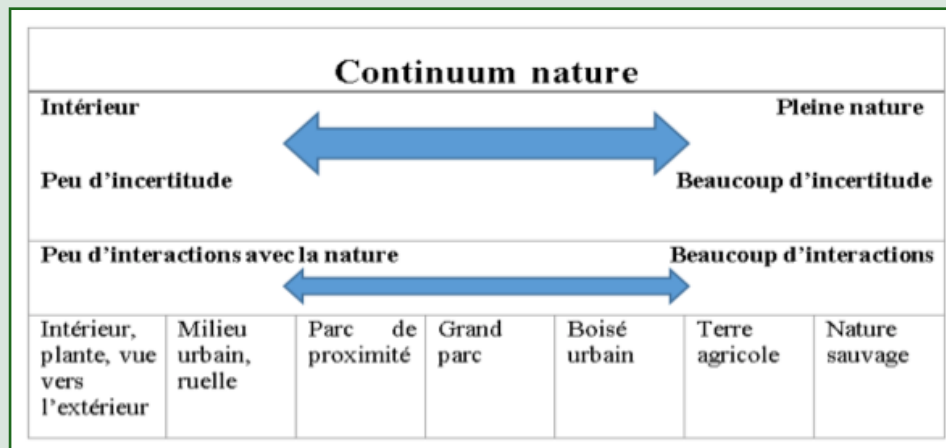 Continuum nature
Intérieur Pleine nature
Peu d'incertitude Beaucoup d'incertitude
Peu d'interactions avec la nature Beaucoup d'interactions
Intérieur,
plante, vue
vers
l'extérieur
Milieu
urbain,
ruelle
Parc de
proximité
Grand
parc
Boisé
urbain
Terre
agricole
Nature
sauvage